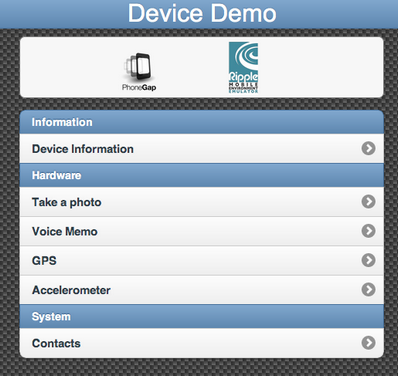 Device Demo
PhoneGap
Ripple
MOBILE
ENVIRONMENT
EMULATOR
Information
Device Information
Hardware
Take a photo
Voice Memo
GPS
Accelerometer
System
Contacts